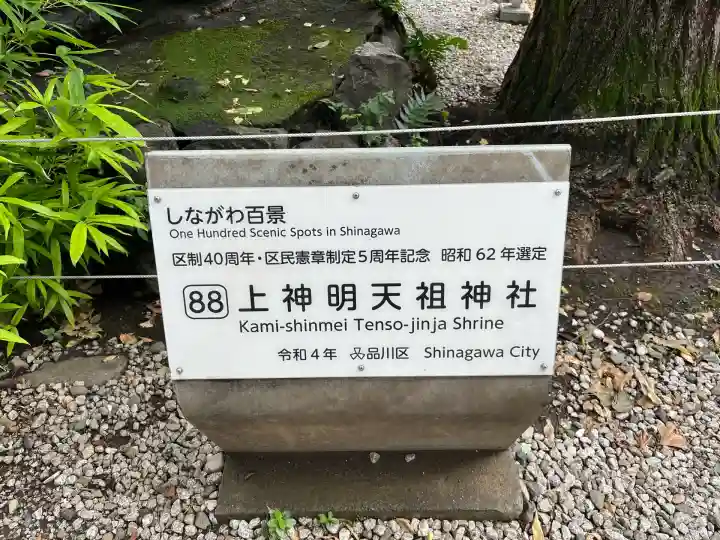 しながわ百景
One Hundred Scenic Spots in Shinagawa
区制40周年・区民憲章制定5周年記念 昭和62年選定
88 上神明天祖神社
Kami-shinmei Tenso-jinja Shrine
令和4年 品川区 Shinagawa City